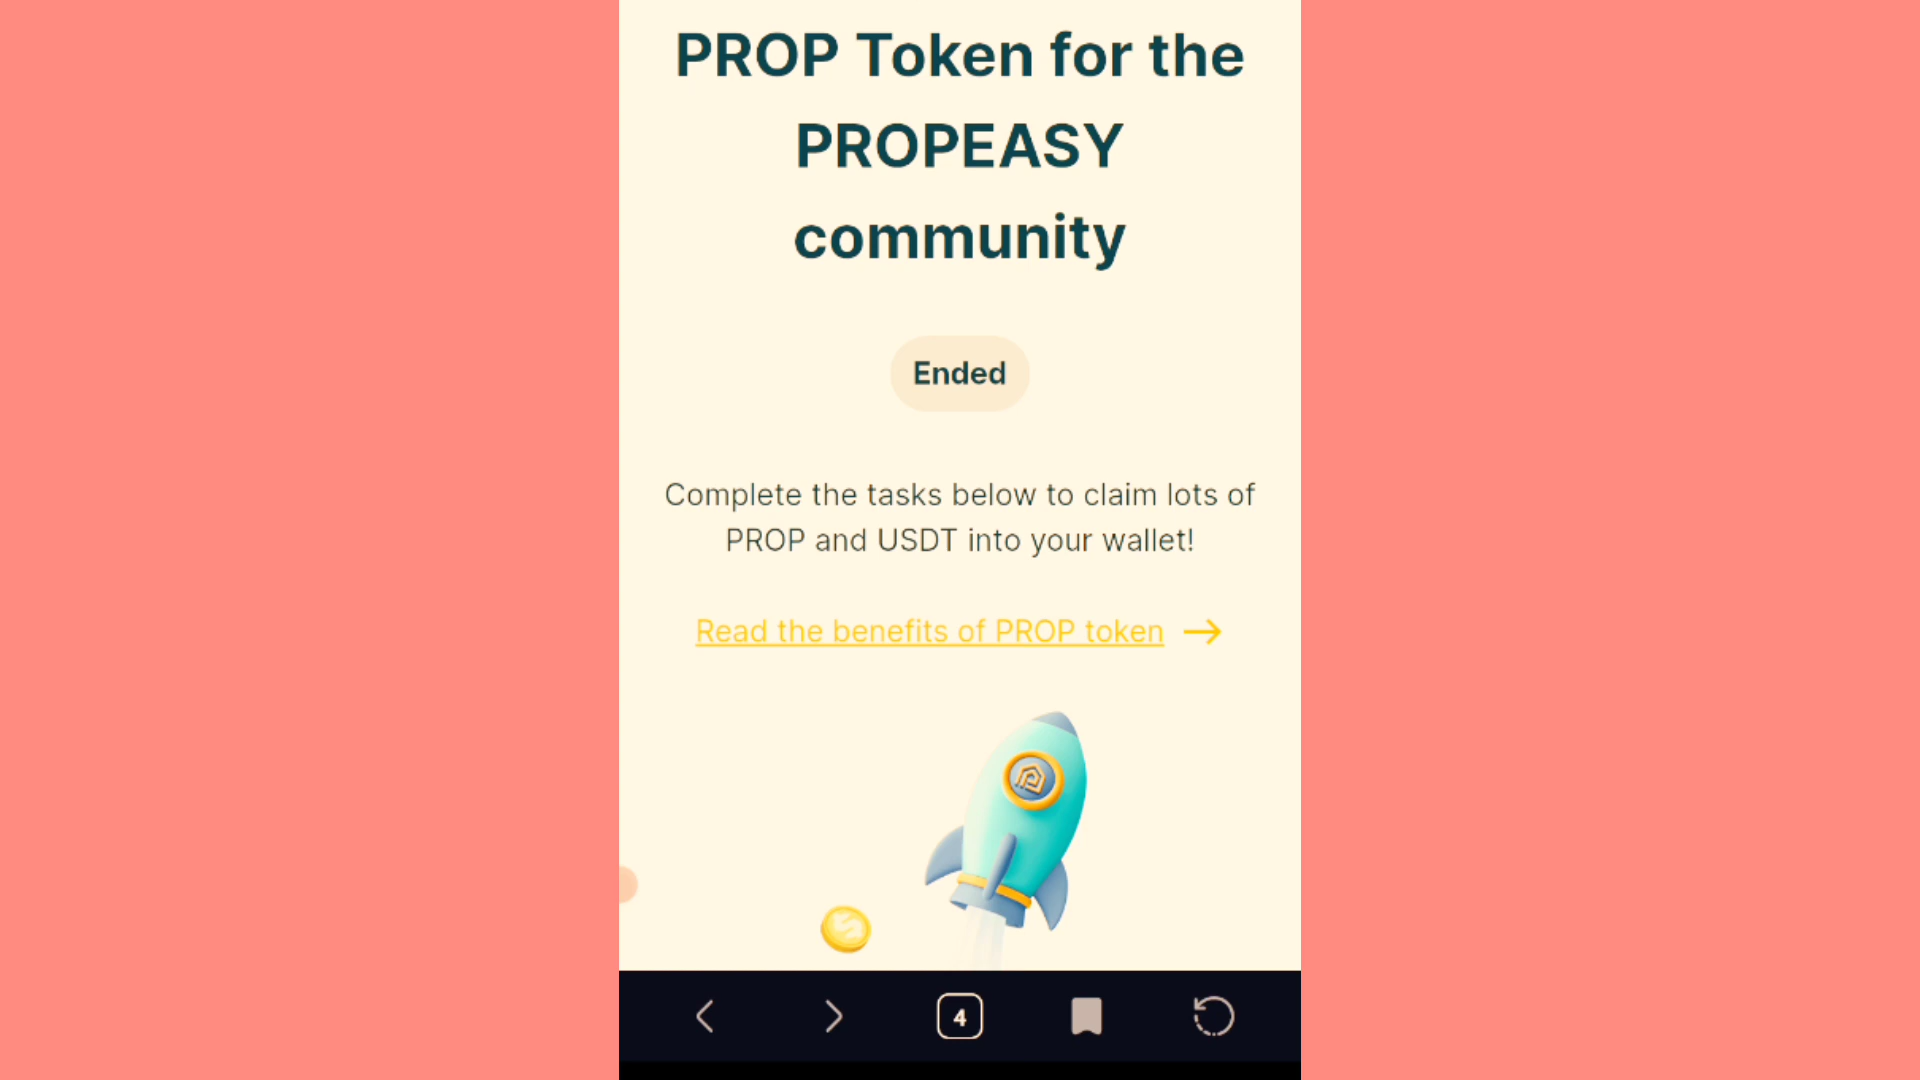 PROP Token for the
PROPEASY
community
Ended
Complete the tasks below to claim lots of
PROP and USDT into your wallet!
Read the benefits of PROP token
4